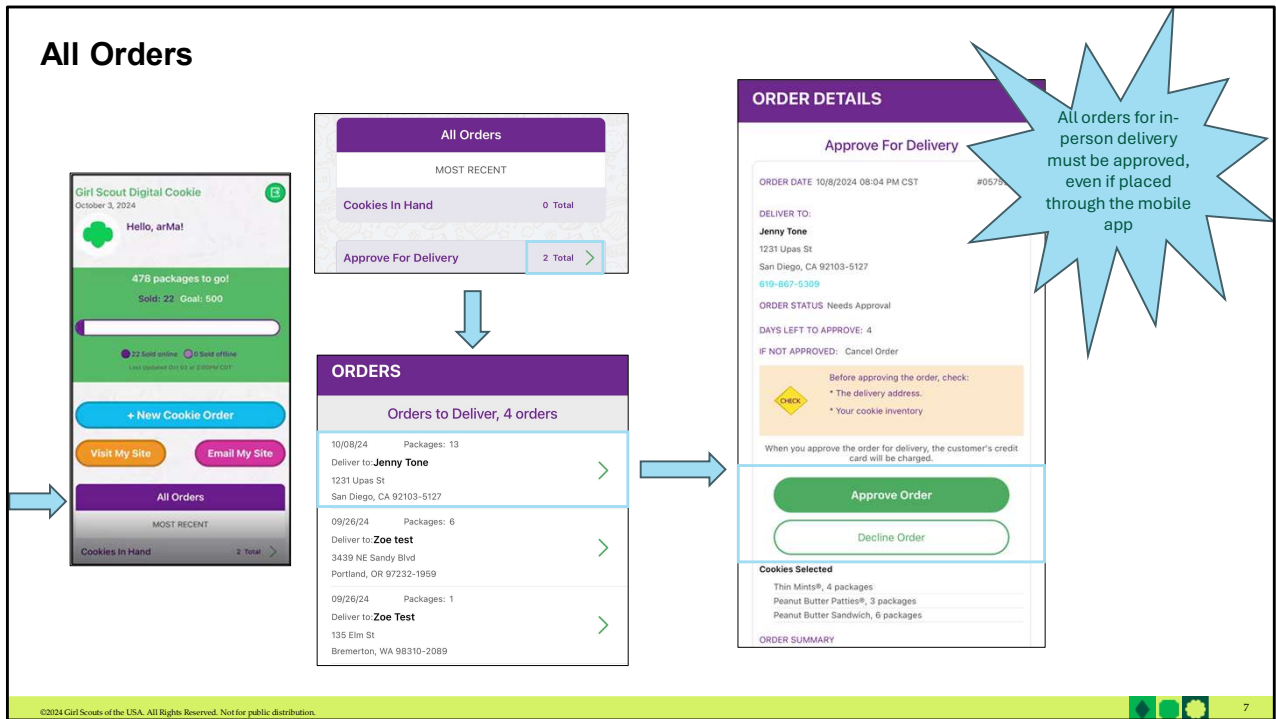 All Orders
Girl Scout Digital Cookie
October 3, 2024
Hello, arMa!
478 packages to go!
Sold: 22 Goal: 500
22 Sold online 0 Sold offline
Last Updated Oct 03 at 2:00PM CDT
+ New Cookie Order
Visit My Site
Email My Site
All Orders
MOST RECENT
Cookies In Hand 2 Total
All Orders
MOST RECENT
Cookies In Hand 0 Total
Approve For Delivery 2 Total
ORDERS
Orders to Deliver, 4 orders
10/08/24 Packages: 13
Deliver to:Jenny Tone
1231 Upas St
San Diego, CA 92103-5127
09/26/24 Packages: 6
Deliver to:Zoe test
3439 NE Sandy Blvd
Portland, OR 97232-1959
09/26/24 Packages: 1
Deliver to:Zoe Test
135 Elm St
Bremerton, WA 98310-2089
ORDER DETAILS
Approve For Delivery
ORDER DATE 10/8/2024 08:04 PM CST
DELIVER TO:
Jenny Tone
1231 Upas St
San Diego, CA 92103-5127
619-867-5309
ORDER STATUS Needs Approval
DAYS LEFT TO APPROVE: 4
IF NOT APPROVED: Cancel Order
CHECK
Before approving the order, check:
* The delivery address.
* Your cookie inventory
When you approve the order for delivery, the customer's credit
card will be charged.
Approve Order
Decline Order
Cookies Selected
Thin Mints®, 4 packages
Peanut Butter Patties®, 3 packages
Peanut Butter Sandwich, 6 packages
ORDER SUMMARY
All orders for in-
person delivery
must be approved,
even if placed
through the mobile
app
©2024 Girl Scouts of the USA. All Rights Reserved. Not for public distribution.
7